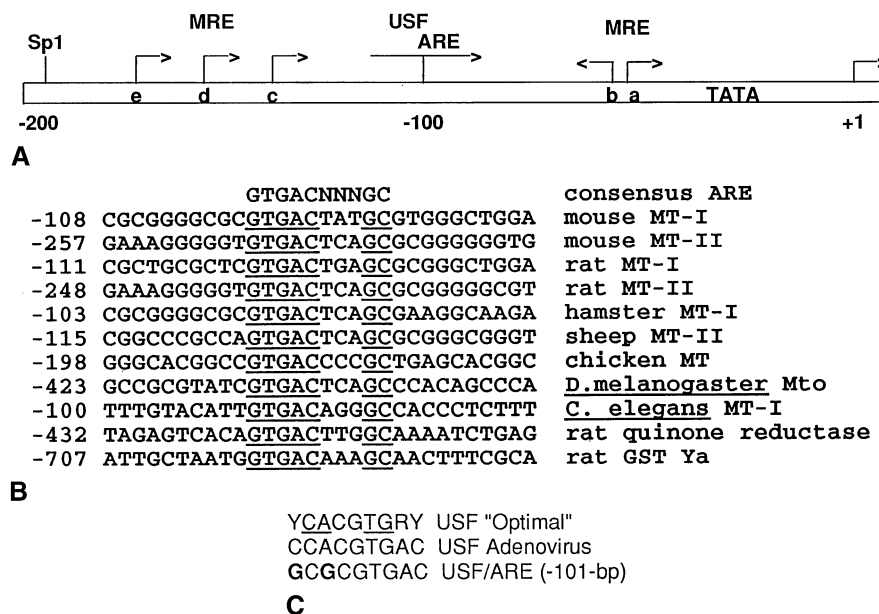 MRE USF MRE
Sp1 ARE
e d c b a TATA
-200 -100 +1
A
GTGACNNNGC consensus ARE
-108 CGCGGGGCGCGTGACTATGCGTGGGCTGGA mouse MT-I
-257 GAAAGGGGGTGTGACTCAGCGCGGGGGGTG mouse MT-II
-111 CGCTGCGCTCGTGACTGAGCGCGGGCTGGA rat MT-I
-248 GAAAGGGGGTGTGACTCAGCGGGGGGGCGT rat MT-II
-103 CGGGGCGCCCGTGACTCAGCGAAGGCAAGA hamster MT-I
-115 CGGCCCGCCAGTGACTCAGCGCGGGCGGGT sheep MT-II
-198 GGGCACGGCCGTGACCCCGCTGAGCACGGC chicken MT
-423 GCCGCGTATCGTGACTCAGCCCACAGCCCA D.melanogaster Mto
-100 TTTGTACATTGTGACAGGGCCACCCTCTTT C. elegans MT-I
-432 TAGAGTCACAGTGACTTGGCAAAATCTGAG rat quinone reductase
-707 ATTGCTAATGGTGACAAAGCAACTTTCGCA rat GST Ya
B
YCACGTGRY USF "Optimal"
CCACGTGAC USF Adenovirus
GCGCGTGAC USF/ARE (-101-bp)
C